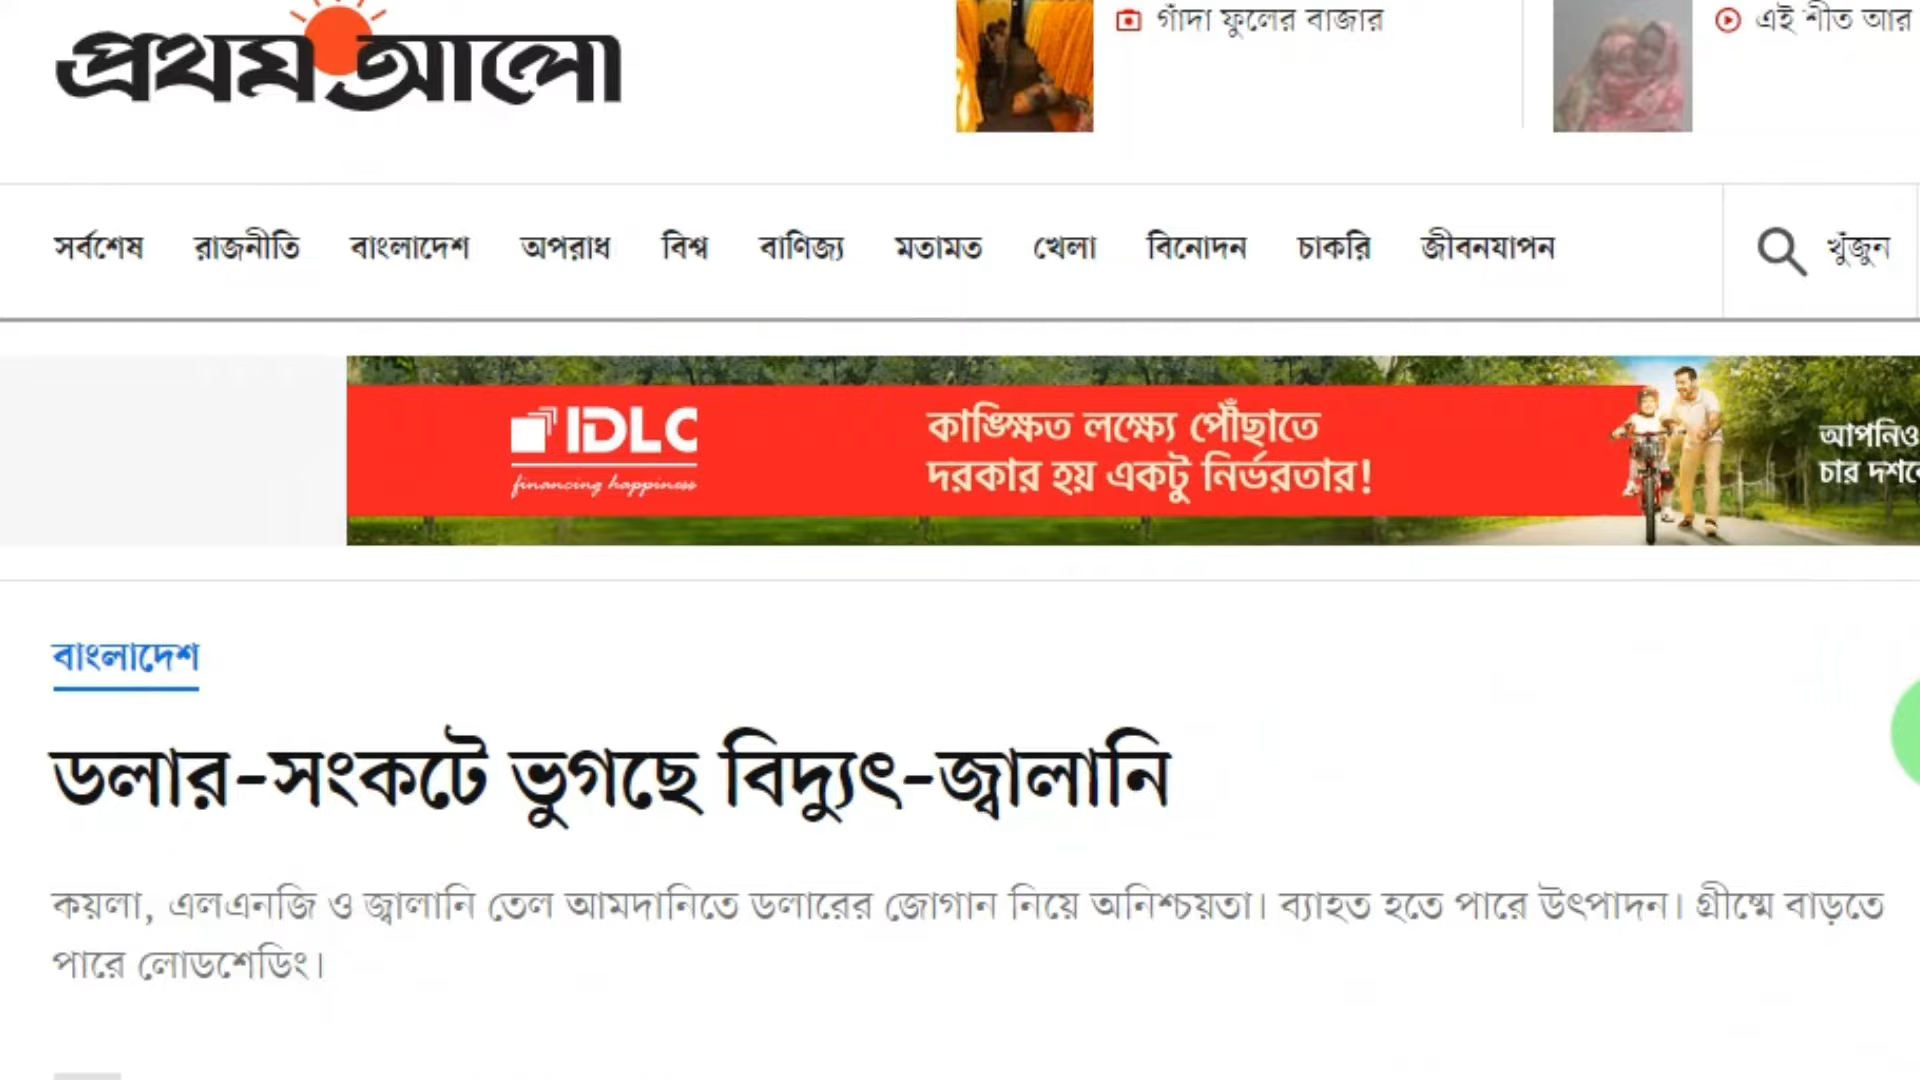 প্রথম আলো
গাঁদা ফুলের বাজার
এই শীত আর
সর্বশেষ রাজনীতি বাংলাদেশ অপরাধ বিশ্ব বাণিজ্য মতামত খেলা বিনোদন চাকরি জীবনযাপন খুঁজুন
IDLC
financing happiness
কাঙ্ক্ষিত লক্ষ্যে পৌঁছাতে
দরকার হয় একটু নির্ভরতার!
আপনিও
চার
বাংলাদেশ
ডলার-সংকটে ভুগছে বিদ্যুৎ-জ্বালানি
কয়লা, এলএনজি ও জ্বালানি তেল আমদানিতে ডলারের জোগান নিয়ে অনিশ্চয়তা। ব্যাহত হতে পারে উৎপাদন। গ্রীষ্মে বাড়তে
পারে লোডশেডিং।